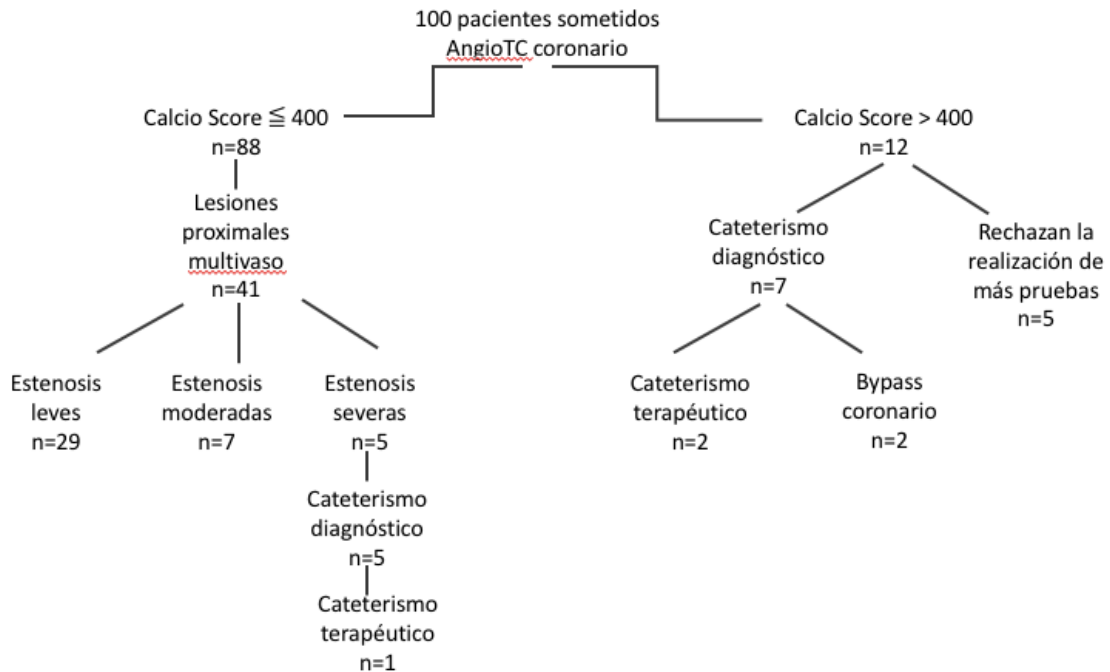 100 pacientes sometidos
AngioTC coronario
Calcio Score ≦ 400
n=88
Calcio Score > 400
n=12
Lesiones
proximales
multivaso
n=41
Cateterismo
diagnóstico
n=7
Rechazan la
realización de
más pruebas
n=5
Estenosis
leves
n=29
Estenosis
moderadas
n=7
Estenosis
severas
n=5
Cateterismo
terapéutico
n=2
Bypass
coronario
n=2
Cateterismo
diagnóstico
n=5
Cateterismo
terapéutico
n=1